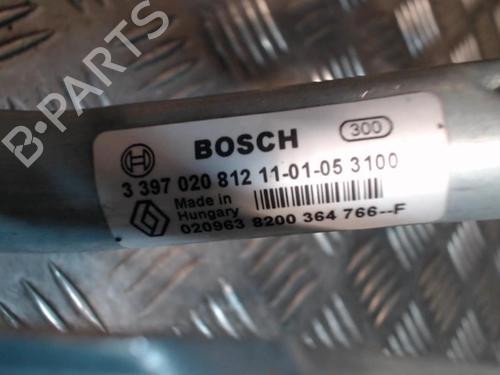 B-PARTS
BOSCH
300
3 397 020 812 11-01-05 3100
Made in
Hungary
020963 8200 364 766--F